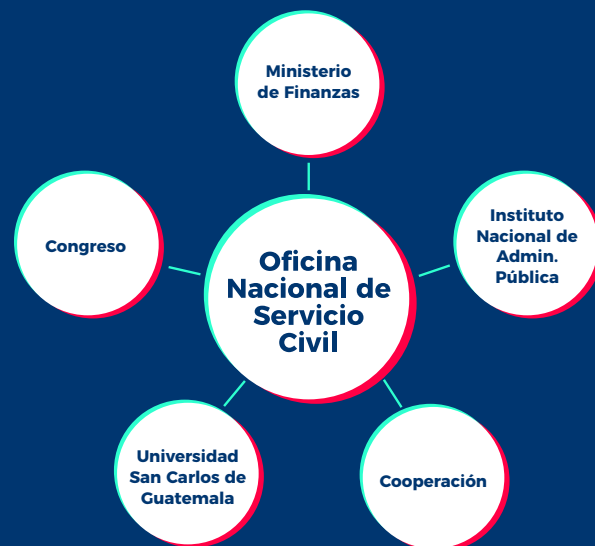 Ministerio
de Finanzas
Congreso
Oficina
Nacional de
Servicio
Civil
Instituto
Nacional de
Admin.
Pública
Universidad
San Carlos de
Guatemala
Cooperación